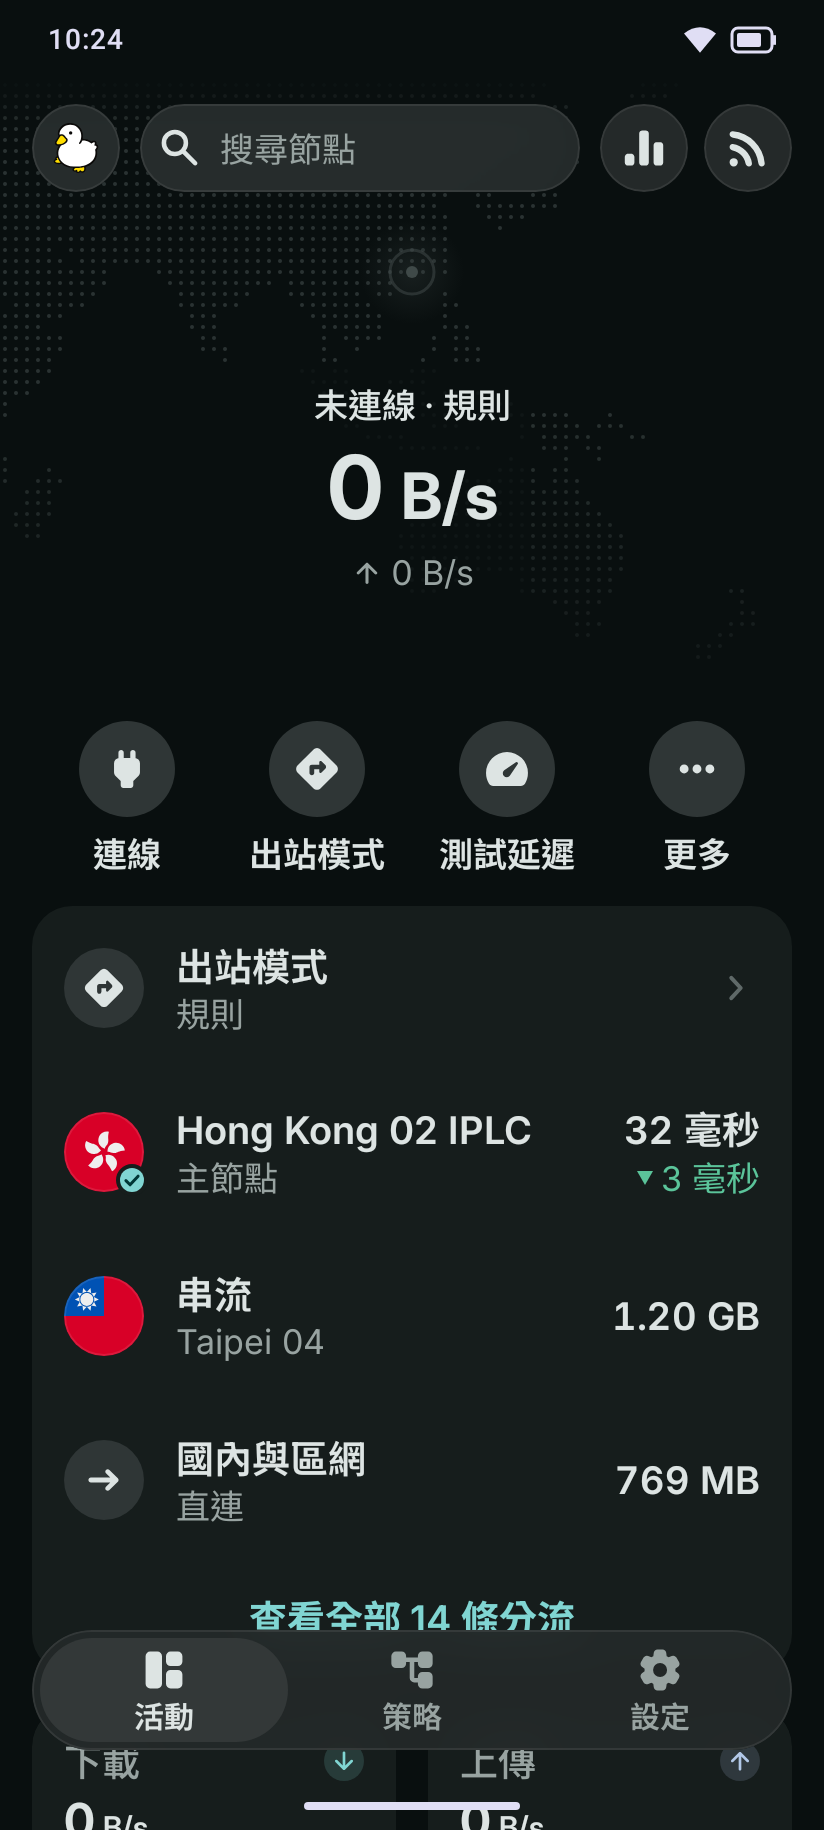 10:24
搜尋節點
未連線 · 規則
0 B/s
↑ 0 B/s
連線
出站模式
測試延遲
更多
出站模式
規則
Hong Kong 02 IPLC
32 毫秒
主節點
▼3 毫秒
串流
Taipei 04
1.20 GB
國內與區網
直連
769 MB
查看全部 14 條分流
活動
策略
設定
下載
上傳
0 B/s
0 B/s